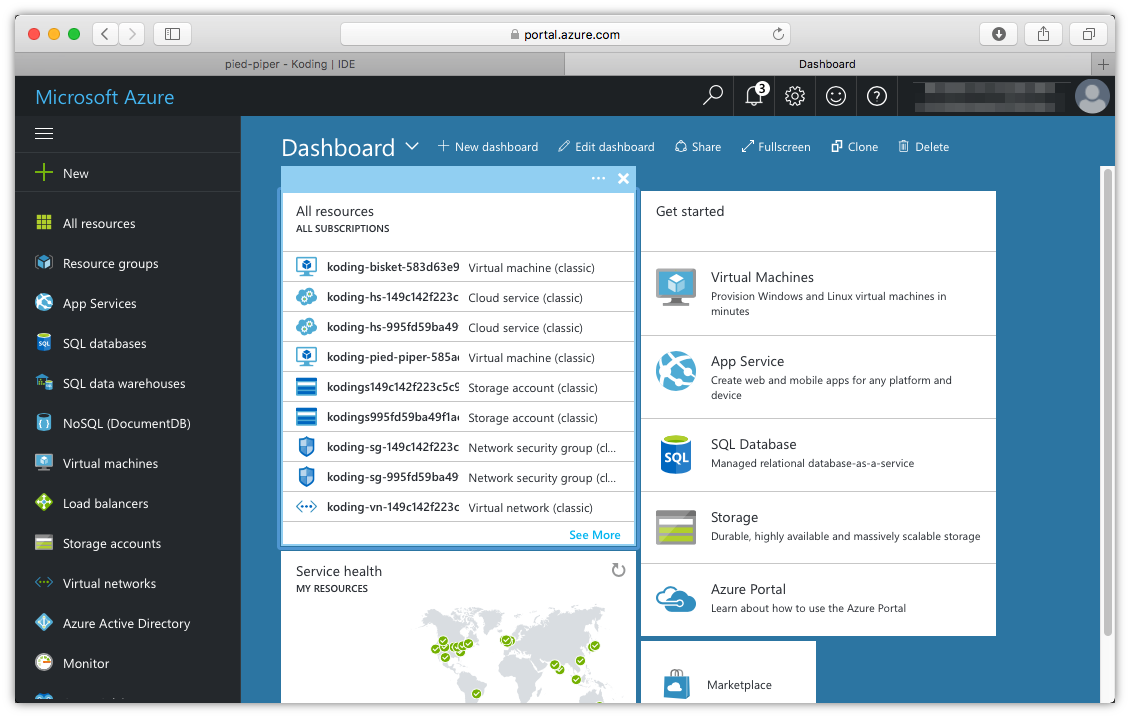 portal.azure.com
pied-piper - Koding | IDE
Dashboard
Microsoft Azure
3
New
All resources
Resource groups
App Services
SQL databases
SQL data warehouses
NoSQL (DocumentDB)
Virtual machines
Load balancers
Storage accounts
Virtual networks
Azure Active Directory
Monitor
Dashboard New dashboard Edit dashboard Share Fullscreen Clone Delete
All resources
ALL SUBSCRIPTIONS
koding-bisket-583d63e9 Virtual machine (classic)
koding-hs-149c142f223c Cloud service (classic)
koding-hs-995fd59ba49 Cloud service (classic)
koding-pied-piper-585a Virtual machine (classic)
kodings149c142f223c5c9 Storage account (classic)
kodings995fd59ba49f1a Storage account (classic)
koding-sg-149c142f223c Network security group (cl...
koding-sg-995fd59ba49 Network security group (cl...
koding-vn-149c142f223c Virtual network (classic)
See More
Service health
MY RESOURCES
Get started
Virtual Machines
Provision Windows and Linux virtual machines in
minutes
App Service
Create web and mobile apps for any platform and
device
SQL
SQL Database
Managed relational database-as-a-service
Storage
Durable, highly available and massively scalable storage
Azure Portal
Learn about how to use the Azure Portal
Marketplace